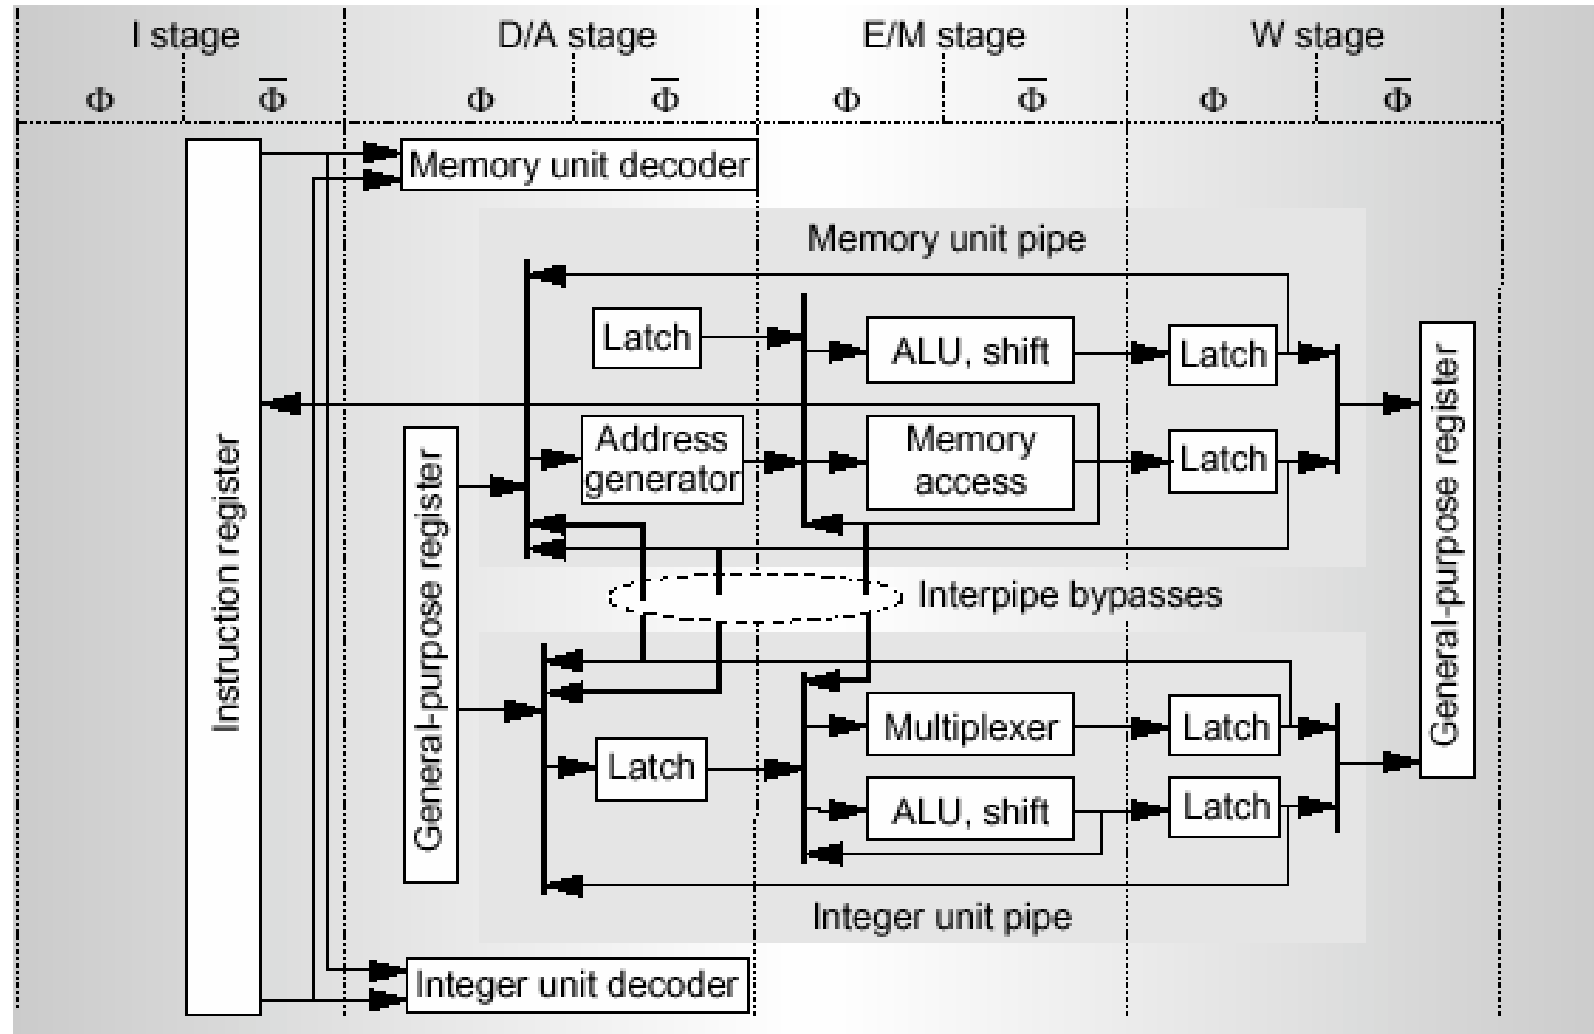 I stage
D/A stage
E/M stage
W stage
Φ
Φ̅
Φ
Φ̅
Φ
Φ̅
Φ
Φ̅
Memory unit decoder
Memory unit pipe
Latch
ALU, shift
Latch
Address
generator
Memory
access
Latch
Instruction register
General-purpose register
General-purpose register
Interpipe bypasses
Multiplexer
Latch
Latch
ALU, shift
Latch
Integer unit pipe
Integer unit decoder